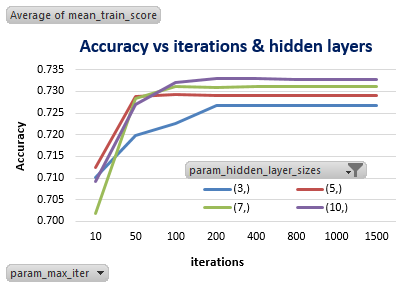 Average of mean_train_score
Accuracy vs iterations & hidden layers
0.735
0.730
0.725
0.720
0.715
0.710
0.705
0.700
Accuracy
param_hidden_layer_sizes
(3,) (5,)
(7,) (10,)
10 50 100 200 400 800 1000 1500
iterations
param_max_iter